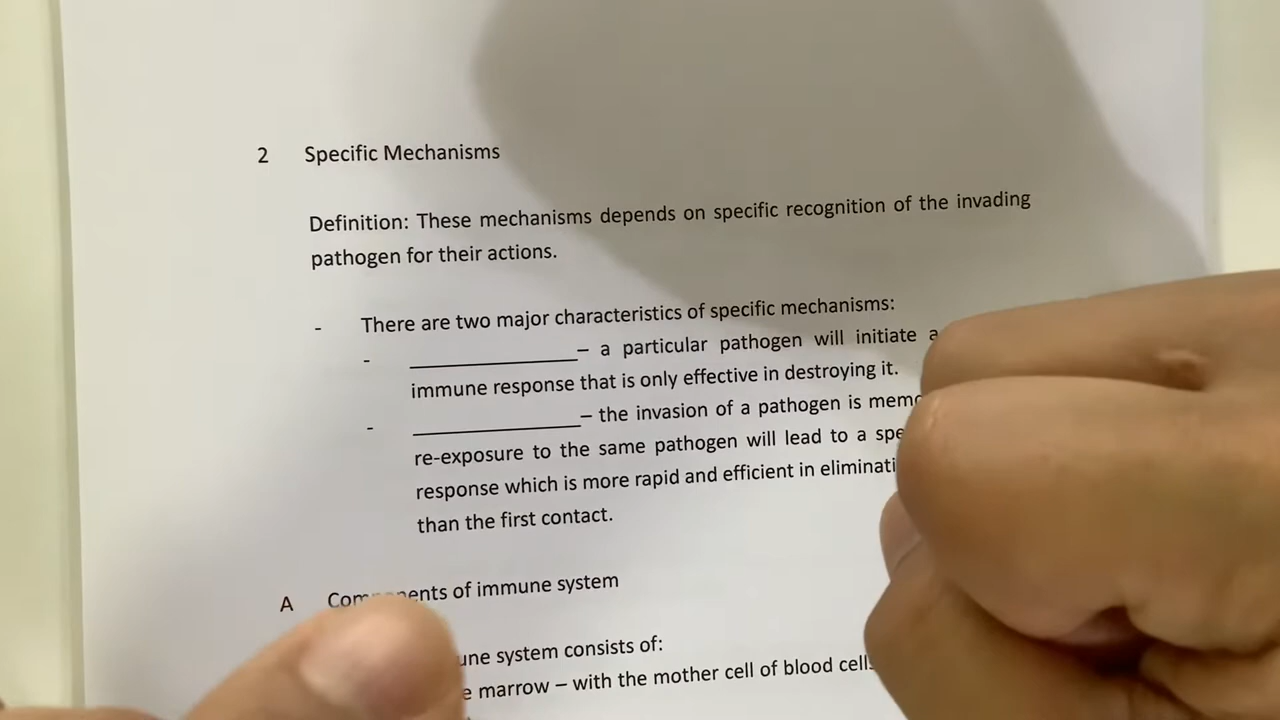 2 Specific Mechanisms
Definition: These mechanisms depends on specific recognition of the invading
pathogen for their actions.
- There are two major characteristics of specific mechanisms:
- _______________ – a particular pathogen will initiate
immune response that is only effective in destroying it.
- _______________ – the invasion of a pathogen is
re-exposure to the same pathogen will lead to a
response which is more rapid and efficient in
than the first contact.
A of immune system
system consists of:
marrow – with the mother cell of blood